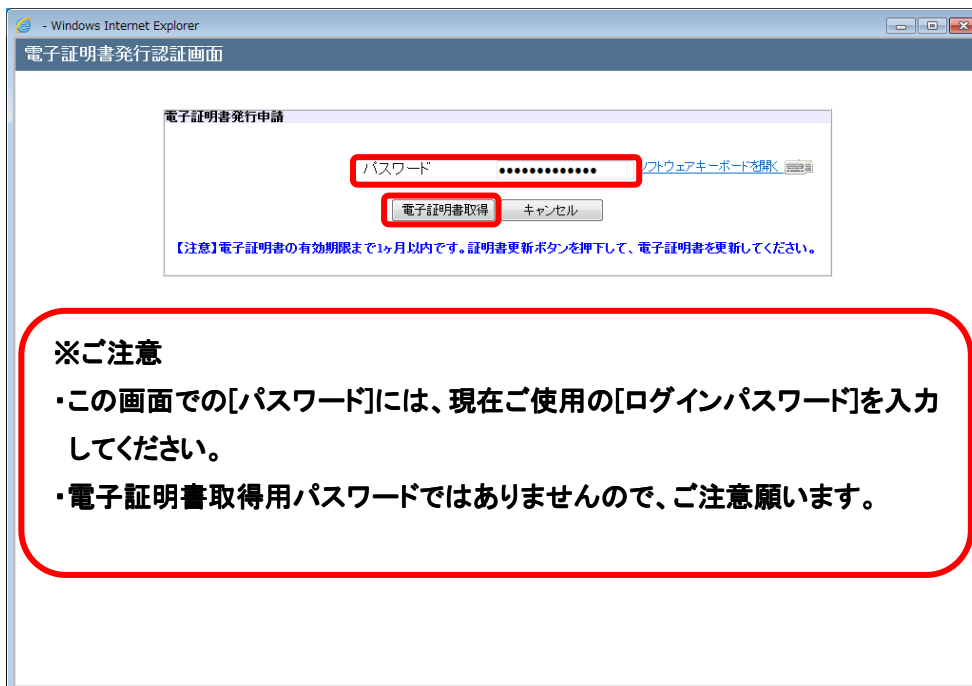 - Windows Internet Explorer
電子証明書発行認証画面
電子証明書発行申請
パスワード ●●●●●●●●●●●●● ソフトウェアキーボードを開く
電子証明書取得 キャンセル
【注意】電子証明書の有効期限まで1ヶ月以内です。証明書更新ボタンを押下して、電子証明書を更新してください。
※ご注意
・この画面での[パスワード]には、現在ご使用の[ログインパスワード]を入力
してください。
・電子証明書取得用パスワードではありませんので、ご注意願います。